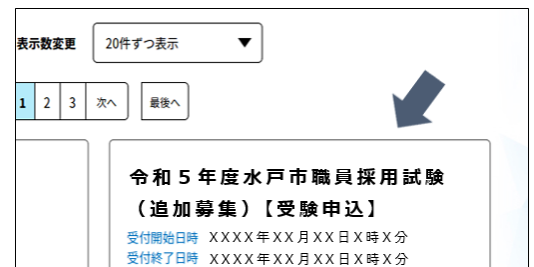 表示数変更 20件ずつ表示 ▼
1 2 3 次へ 最後へ
令和５年度水戸市職員採用試験
（追加募集）【受験申込】
受付開始日時 ＸＸＸＸ年ＸＸ月ＸＸ日Ｘ時Ｘ分
受付終了日時 ＸＸＸＸ年ＸＸ月ＸＸ日Ｘ時Ｘ分